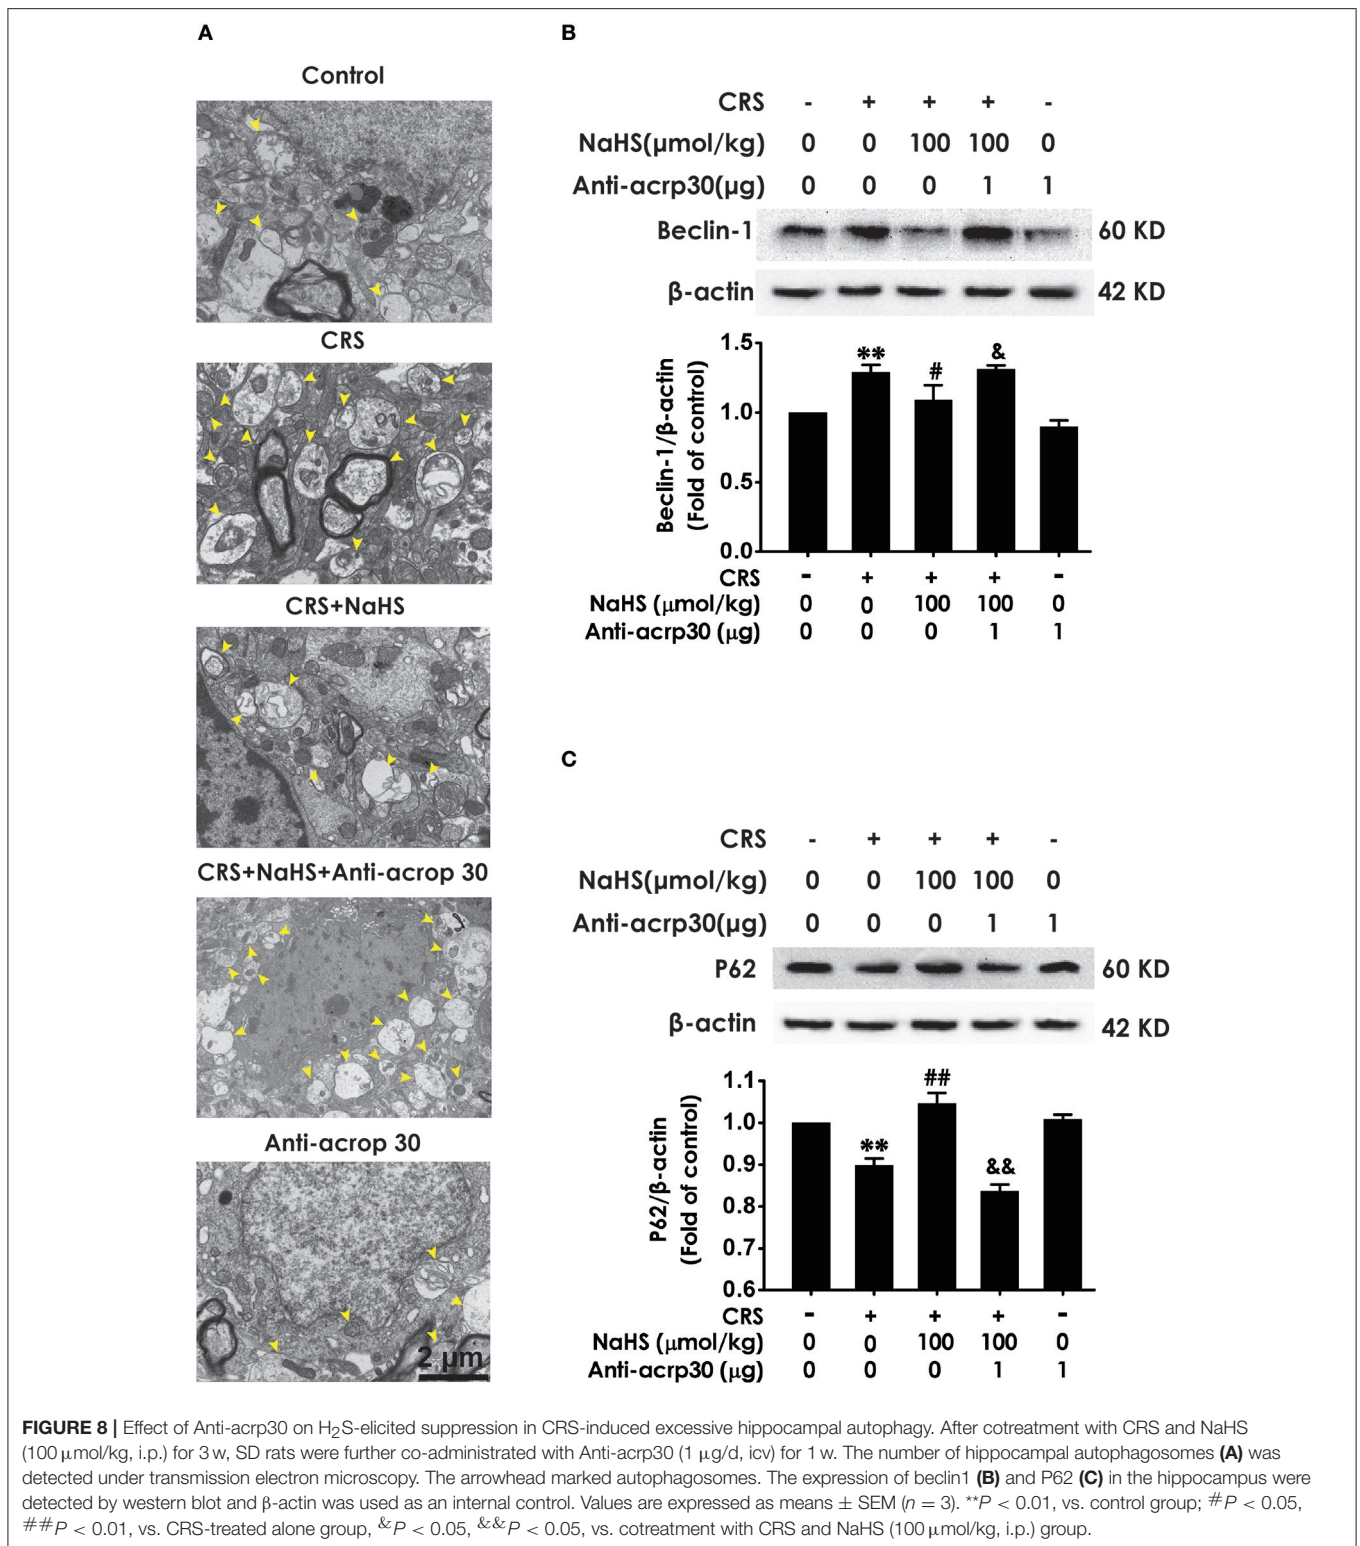 A
Control
CRS
CRS+NaHS
CRS+NaHS+Anti-acrop 30
Anti-acrop 30
2 µm
B
CRS - + + + -
NaHS(µmol/kg) 0 0 100 100 0
Anti-acrp30(µg) 0 0 0 1 1
Beclin-1 60 KD
β-actin 42 KD
Beclin-1/β-actin
(Fold of control)
1.5
1.0
0.5
0.0
** # &
CRS - + + + -
NaHS (µmol/kg) 0 0 100 100 0
Anti-acrp30 (µg) 0 0 0 1 1
C
CRS - + + + -
NaHS(µmol/kg) 0 0 100 100 0
Anti-acrp30(µg) 0 0 0 1 1
P62 60 KD
β-actin 42 KD
P62/β-actin
(Fold of control)
1.1
1.0
0.9
0.8
0.7
0.6
** ## &&
CRS - + + + -
NaHS (µmol/kg) 0 0 100 100 0
Anti-acrp30 (µg) 0 0 0 1 1
FIGURE 8 | Effect of Anti-acrp30 on H₂S-elicited suppression in CRS-induced excessive hippocampal autophagy. After cotreatment with CRS and NaHS
(100 µmol/kg, i.p.) for 3 w, SD rats were further co-administrated with Anti-acrp30 (1 µg/d, icv) for 1 w. The number of hippocampal autophagosomes (A) was
detected under transmission electron microscopy. The arrowhead marked autophagosomes. The expression of beclin1 (B) and P62 (C) in the hippocampus were
detected by western blot and β-actin was used as an internal control. Values are expressed as means ± SEM (n = 3). **P < 0.01, vs. control group; #P < 0.05,
##P < 0.01, vs. CRS-treated alone group, &P < 0.05, &&P < 0.05, vs. cotreatment with CRS and NaHS (100 µmol/kg, i.p.) group.